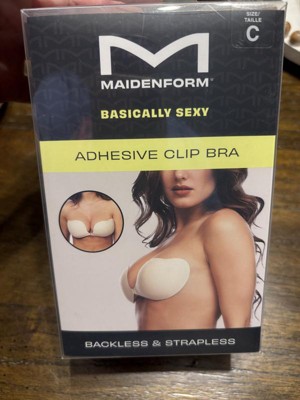 SIZE/
TAILLE
C
M
MAIDENFORM®
BASICALLY SEXY
ADHESIVE CLIP BRA
BACKLESS & STRAPLESS